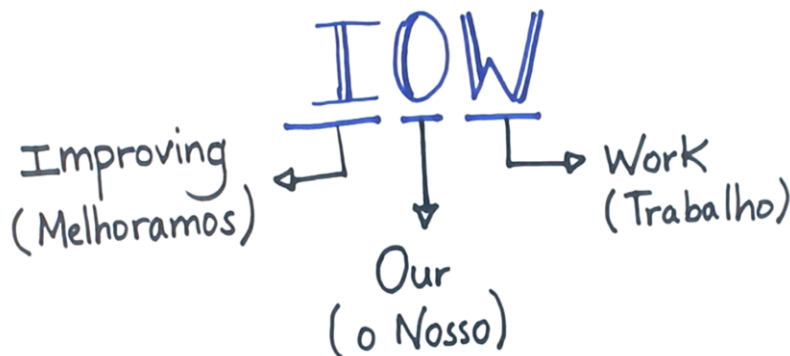 IOW
Improving
(Melhoramos)
Our
(o Nosso)
Work
(Trabalho)